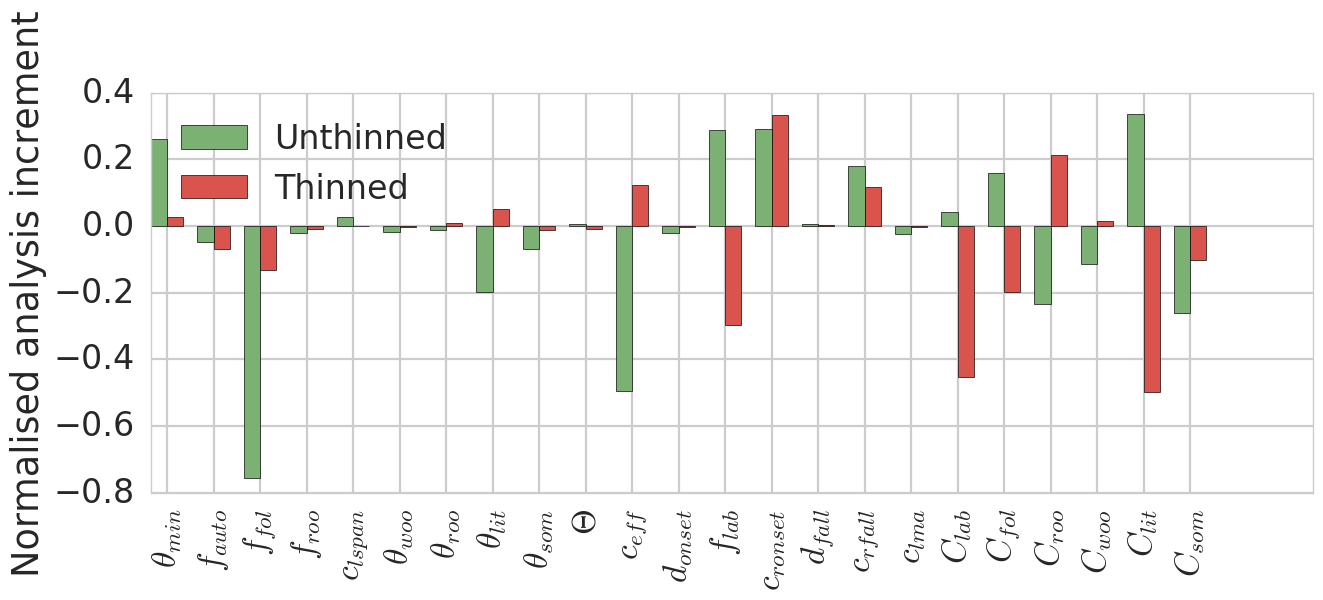 Normalised analysis increment
0.4
0.2
0.0
−0.2
−0.4
−0.6
−0.8
Unthinned
Thinned
θmin
fauto
ffol
froo
clspan
θwoo
θroo
θlit
θsom
Θ
ceff
donset
flab
cronset
dfall
crfall
clma
Clab
Cfol
Croo
Cwoo
Clit
Csom